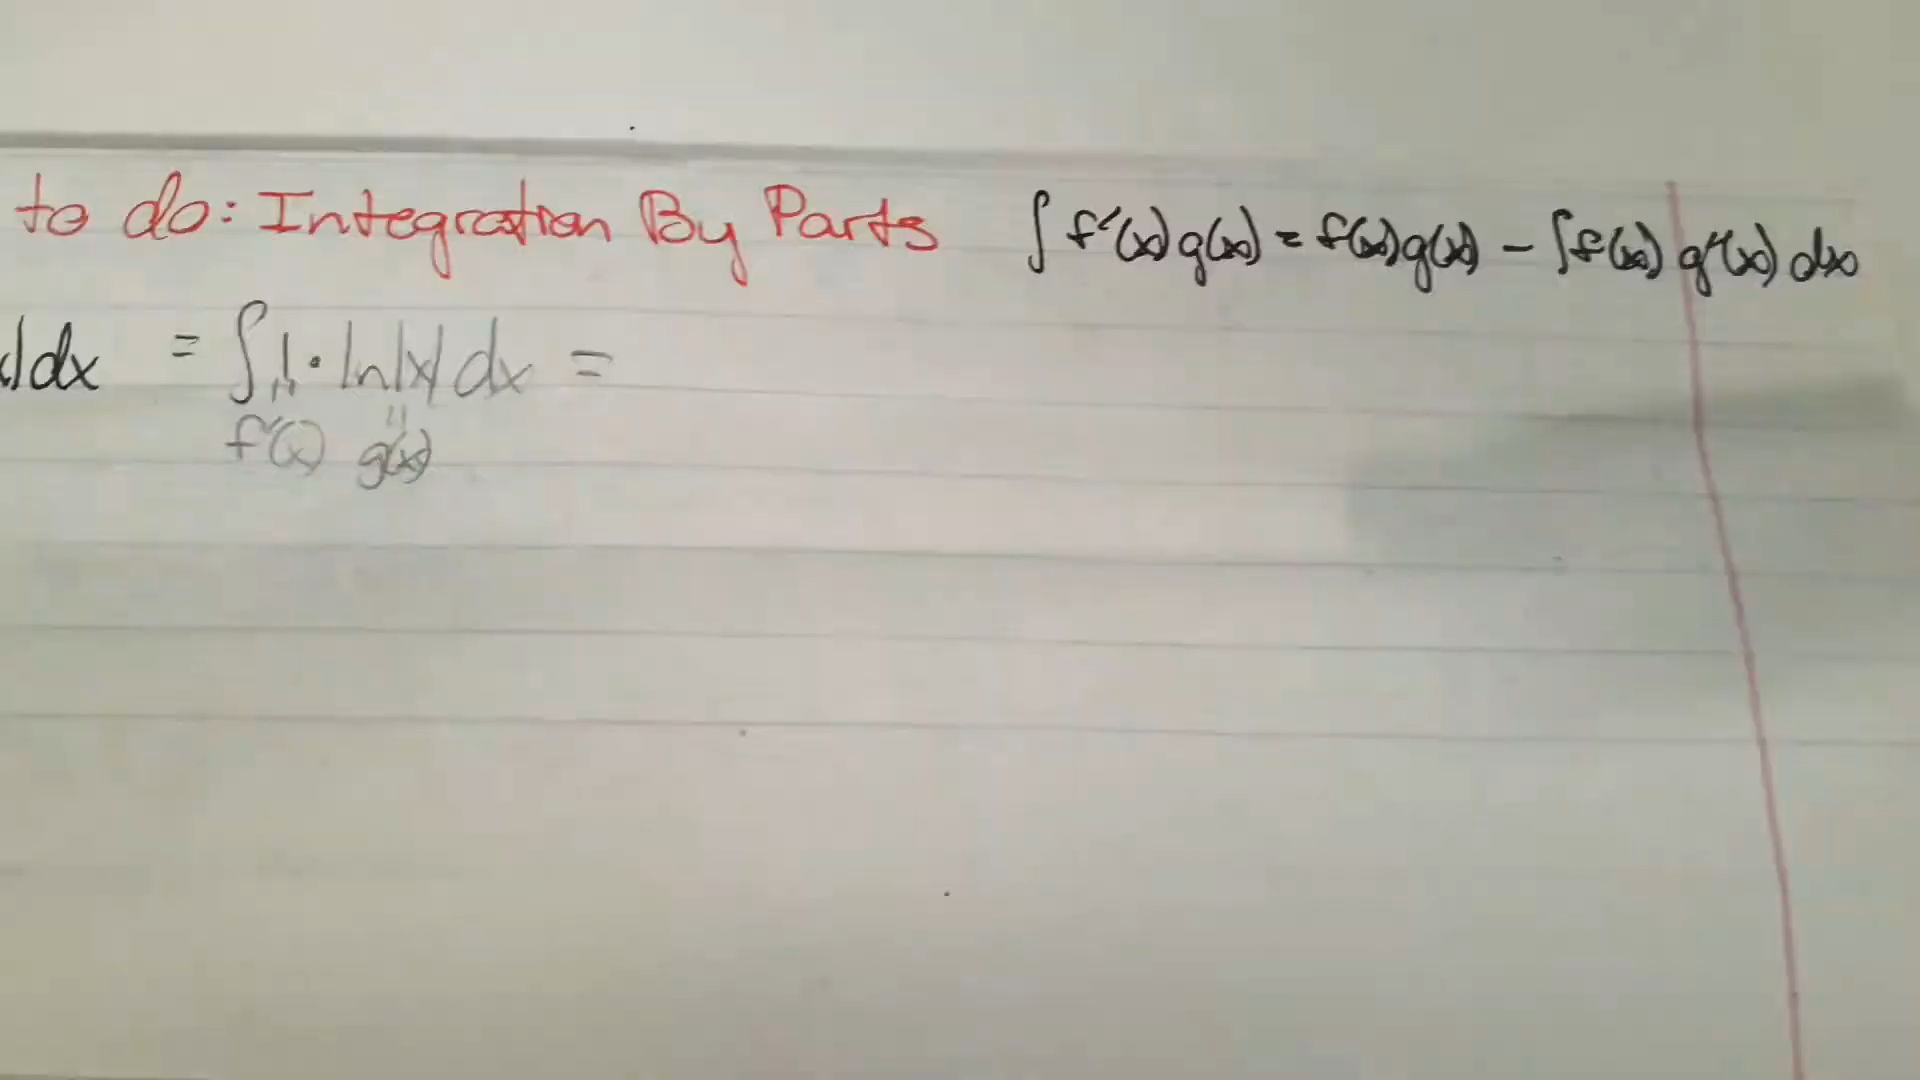 to do: Integration By Parts ∫ f'(x) g(x) = f(x) g(x) - ∫ f(x) g'(x) dx
dx = ∫ 1 · ln|x| dx =
f'(x) g(x)